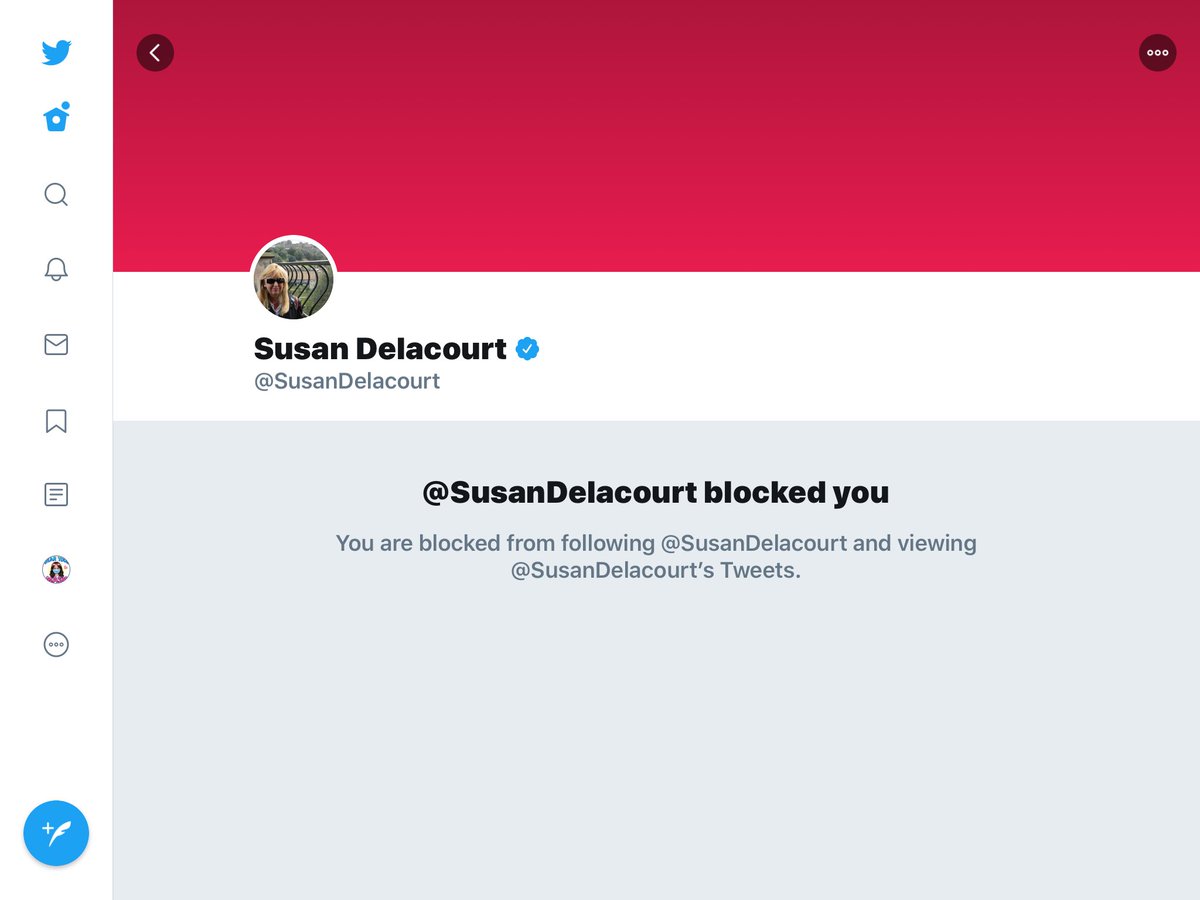 Susan Delacourt
@SusanDelacourt
@SusanDelacourt blocked you
You are blocked from following @SusanDelacourt and viewing
@SusanDelacourt’s Tweets.